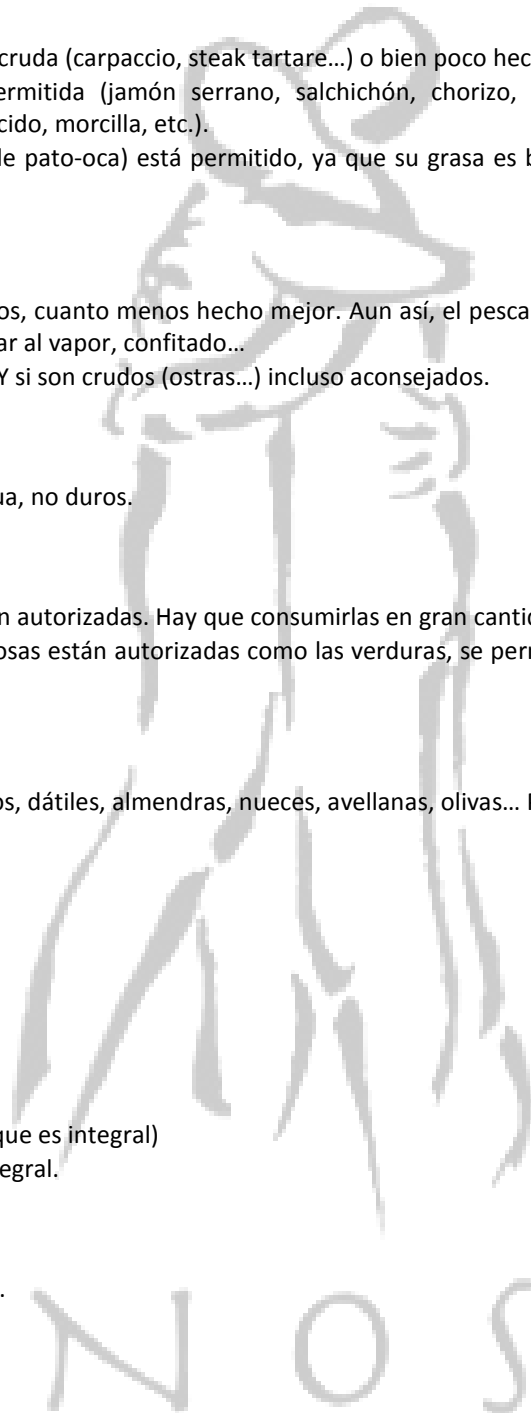 cruda (carpaccio, steak tartare…) o bien poco hec
ermitida (jamón serrano, salchichón, chorizo,
cido, morcilla, etc.).
de pato-oca) está permitido, ya que su grasa es b
os, cuanto menos hecho mejor. Aun así, el pesca
ar al vapor, confitado…
Y si son crudos (ostras…) incluso aconsejados.
ua, no duros.
n autorizadas. Hay que consumirlas en gran cantid
osas están autorizadas como las verduras, se perr
os, dátiles, almendras, nueces, avellanas, olivas…
que es integral)
egral.
.
N O S